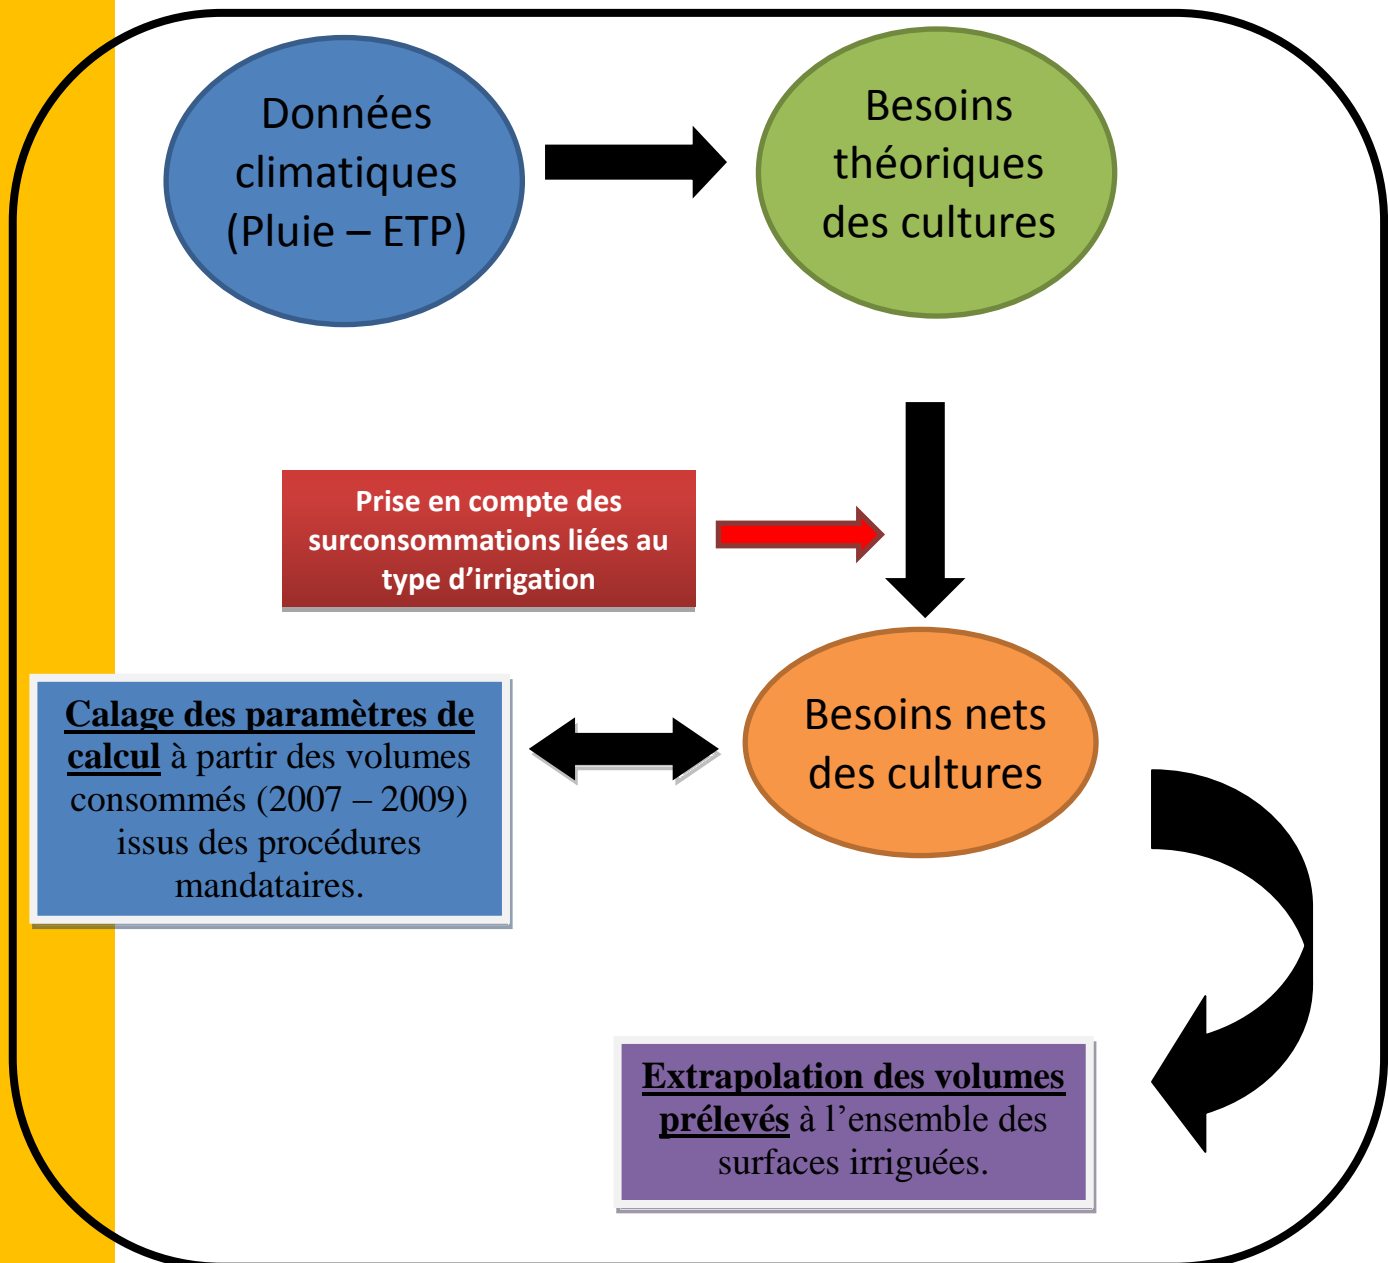 Données
climatiques
(Pluie – ETP)
Besoins
théoriques
des cultures
Prise en compte des
surconsommations liées au
type d’irrigation
Calage des paramètres de
calcul à partir des volumes
consommés (2007 – 2009)
issus des procédures
mandataires.
Besoins nets
des cultures
Extrapolation des volumes
prélevés à l’ensemble des
surfaces irriguées.